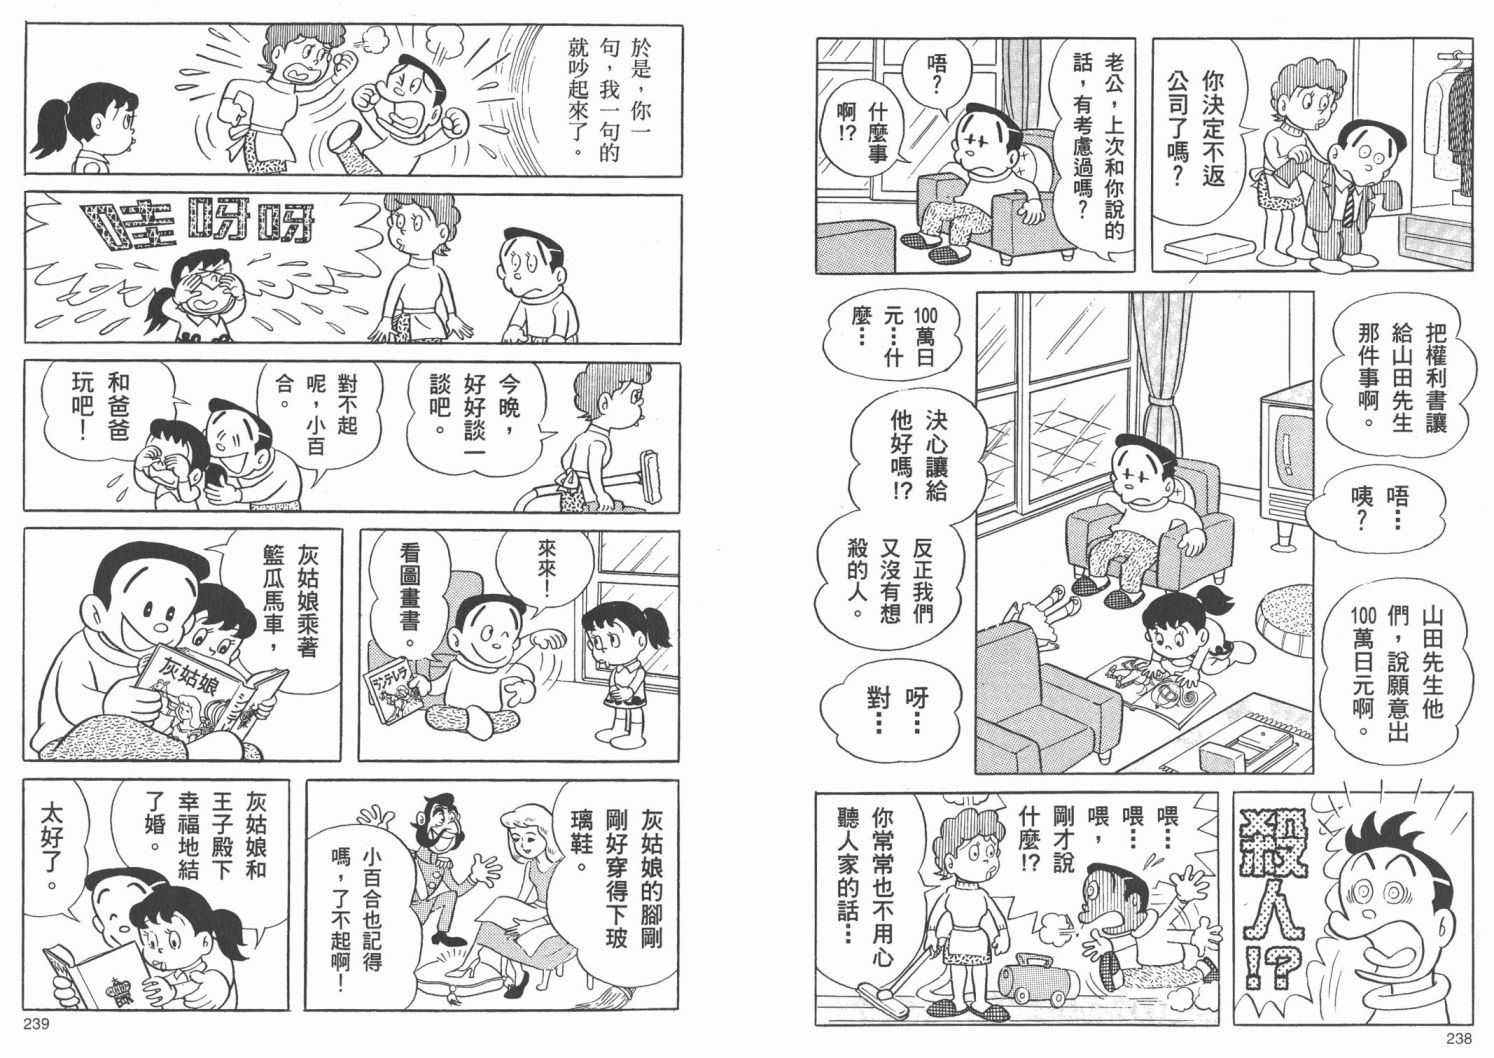 你決定不返
公司了嗎？
老公，上次和你說的
話，有考慮過嗎？
唔？
什麼事
啊!?
把權利書讓
給山田先生
那件事啊。
唔…
咦？
山田先生他
們，說願意出
100萬日元啊。
100萬日
元…什
麼…
決心讓給
他好嗎!?
反正我們
又沒有想
殺的人。
呀…
對…
殺人!?
喂…
喂…
喂，
剛才說
什麼!?
你常常也不用心
聽人家的話…
238
於是，你一
句，我一句的
就吵起來了。
哇呀呀
今晚，
好好談一
談吧。
對不起
呢，小百
合。
和爸爸
玩吧！
來來！
看圖畫書。
シンデレラ
灰姑娘乘著
籃瓜馬車，
灰姑娘
灰姑娘的腳剛
剛好穿得下玻
璃鞋。
小百合也記得
嗎，了不起啊！
灰姑娘和
王子殿下
幸福地結
了婚。
太好了。
239